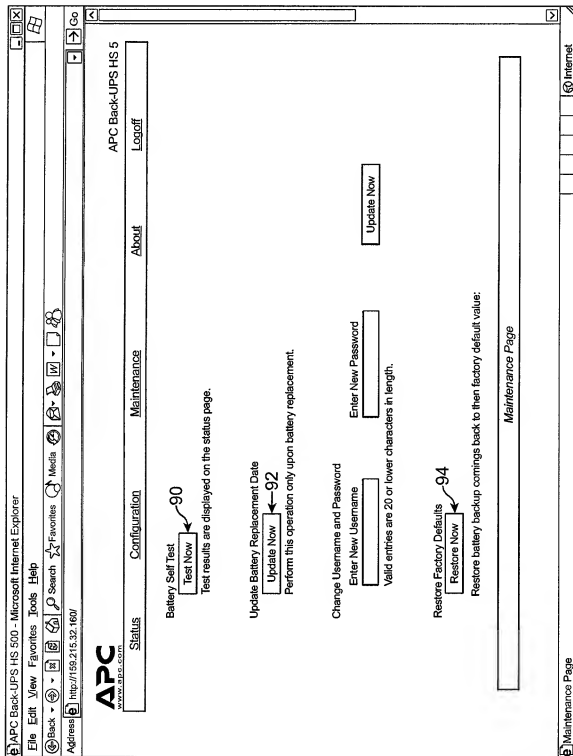 APC Back-UPS HS 500 - Microsoft Internet Explorer
File Edit View Favorites Tools Help
Back Search Favorites Media W
Address http://159.215.32.160/ Go
APC
www.apc.com
APC Back-UPS HS 5
Status Configuration Maintenance About Logoff
Battery Self Test
Test Now 90
Test results are displayed on the status page.
Update Battery Replacement Date
Update Now 92
Perform this operation only upon battery replacement.
Change Username and Password
Enter New Username Enter New Password
Update Now
Valid entries are 20 or lower characters in length.
Restore Factory Defaults
Restore Now 94
Restore battery backup comings back to then factory default value:
Maintenance Page
Maintenance Page Internet